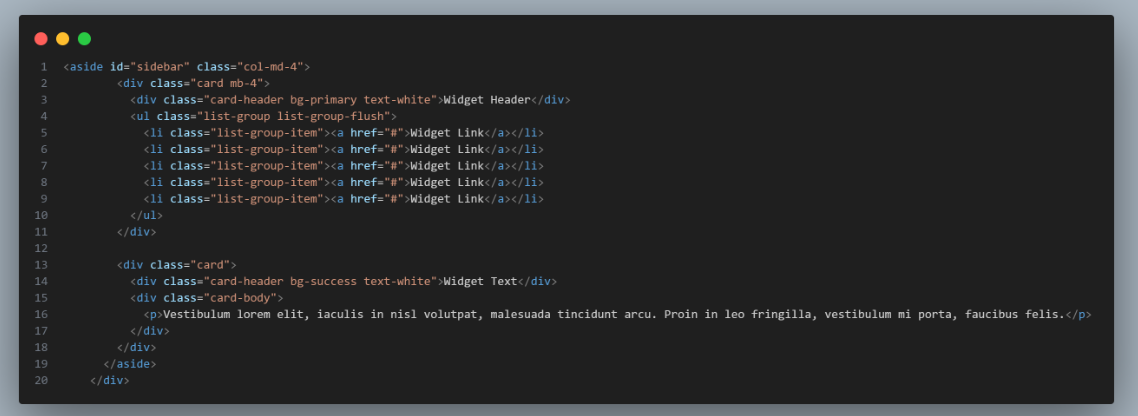 1 <aside id="sidebar" class="col-md-4">
2 <div class="card mb-4">
3 <div class="card-header bg-primary text-white">Widget Header</div>
4 <ul class="list-group list-group-flush">
5 <li class="list-group-item"><a href="#">Widget Link</a></li>
6 <li class="list-group-item"><a href="#">Widget Link</a></li>
7 <li class="list-group-item"><a href="#">Widget Link</a></li>
8 <li class="list-group-item"><a href="#">Widget Link</a></li>
9 <li class="list-group-item"><a href="#">Widget Link</a></li>
10 </ul>
11 </div>
12
13 <div class="card">
14 <div class="card-header bg-success text-white">Widget Text</div>
15 <div class="card-body">
16 <p>Vestibulum lorem elit, iaculis in nisl volutpat, malesuada tincidunt arcu. Proin in leo fringilla, vestibulum mi porta, faucibus felis.</p>
17 </div>
18 </div>
19 </aside>
20 </div>